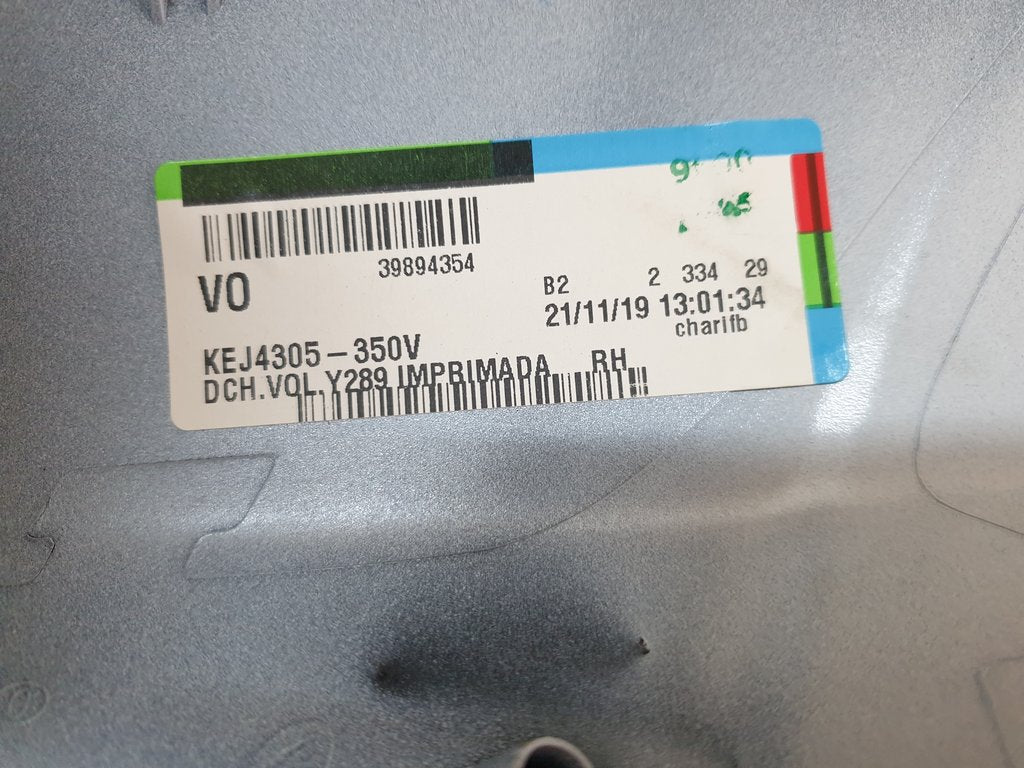 39894354
VO
B2 2 334 29
21/11/19 13:01:34
charifb
KEJ4305-350V
DCH.VOL.Y289 IMPRIMADA RH